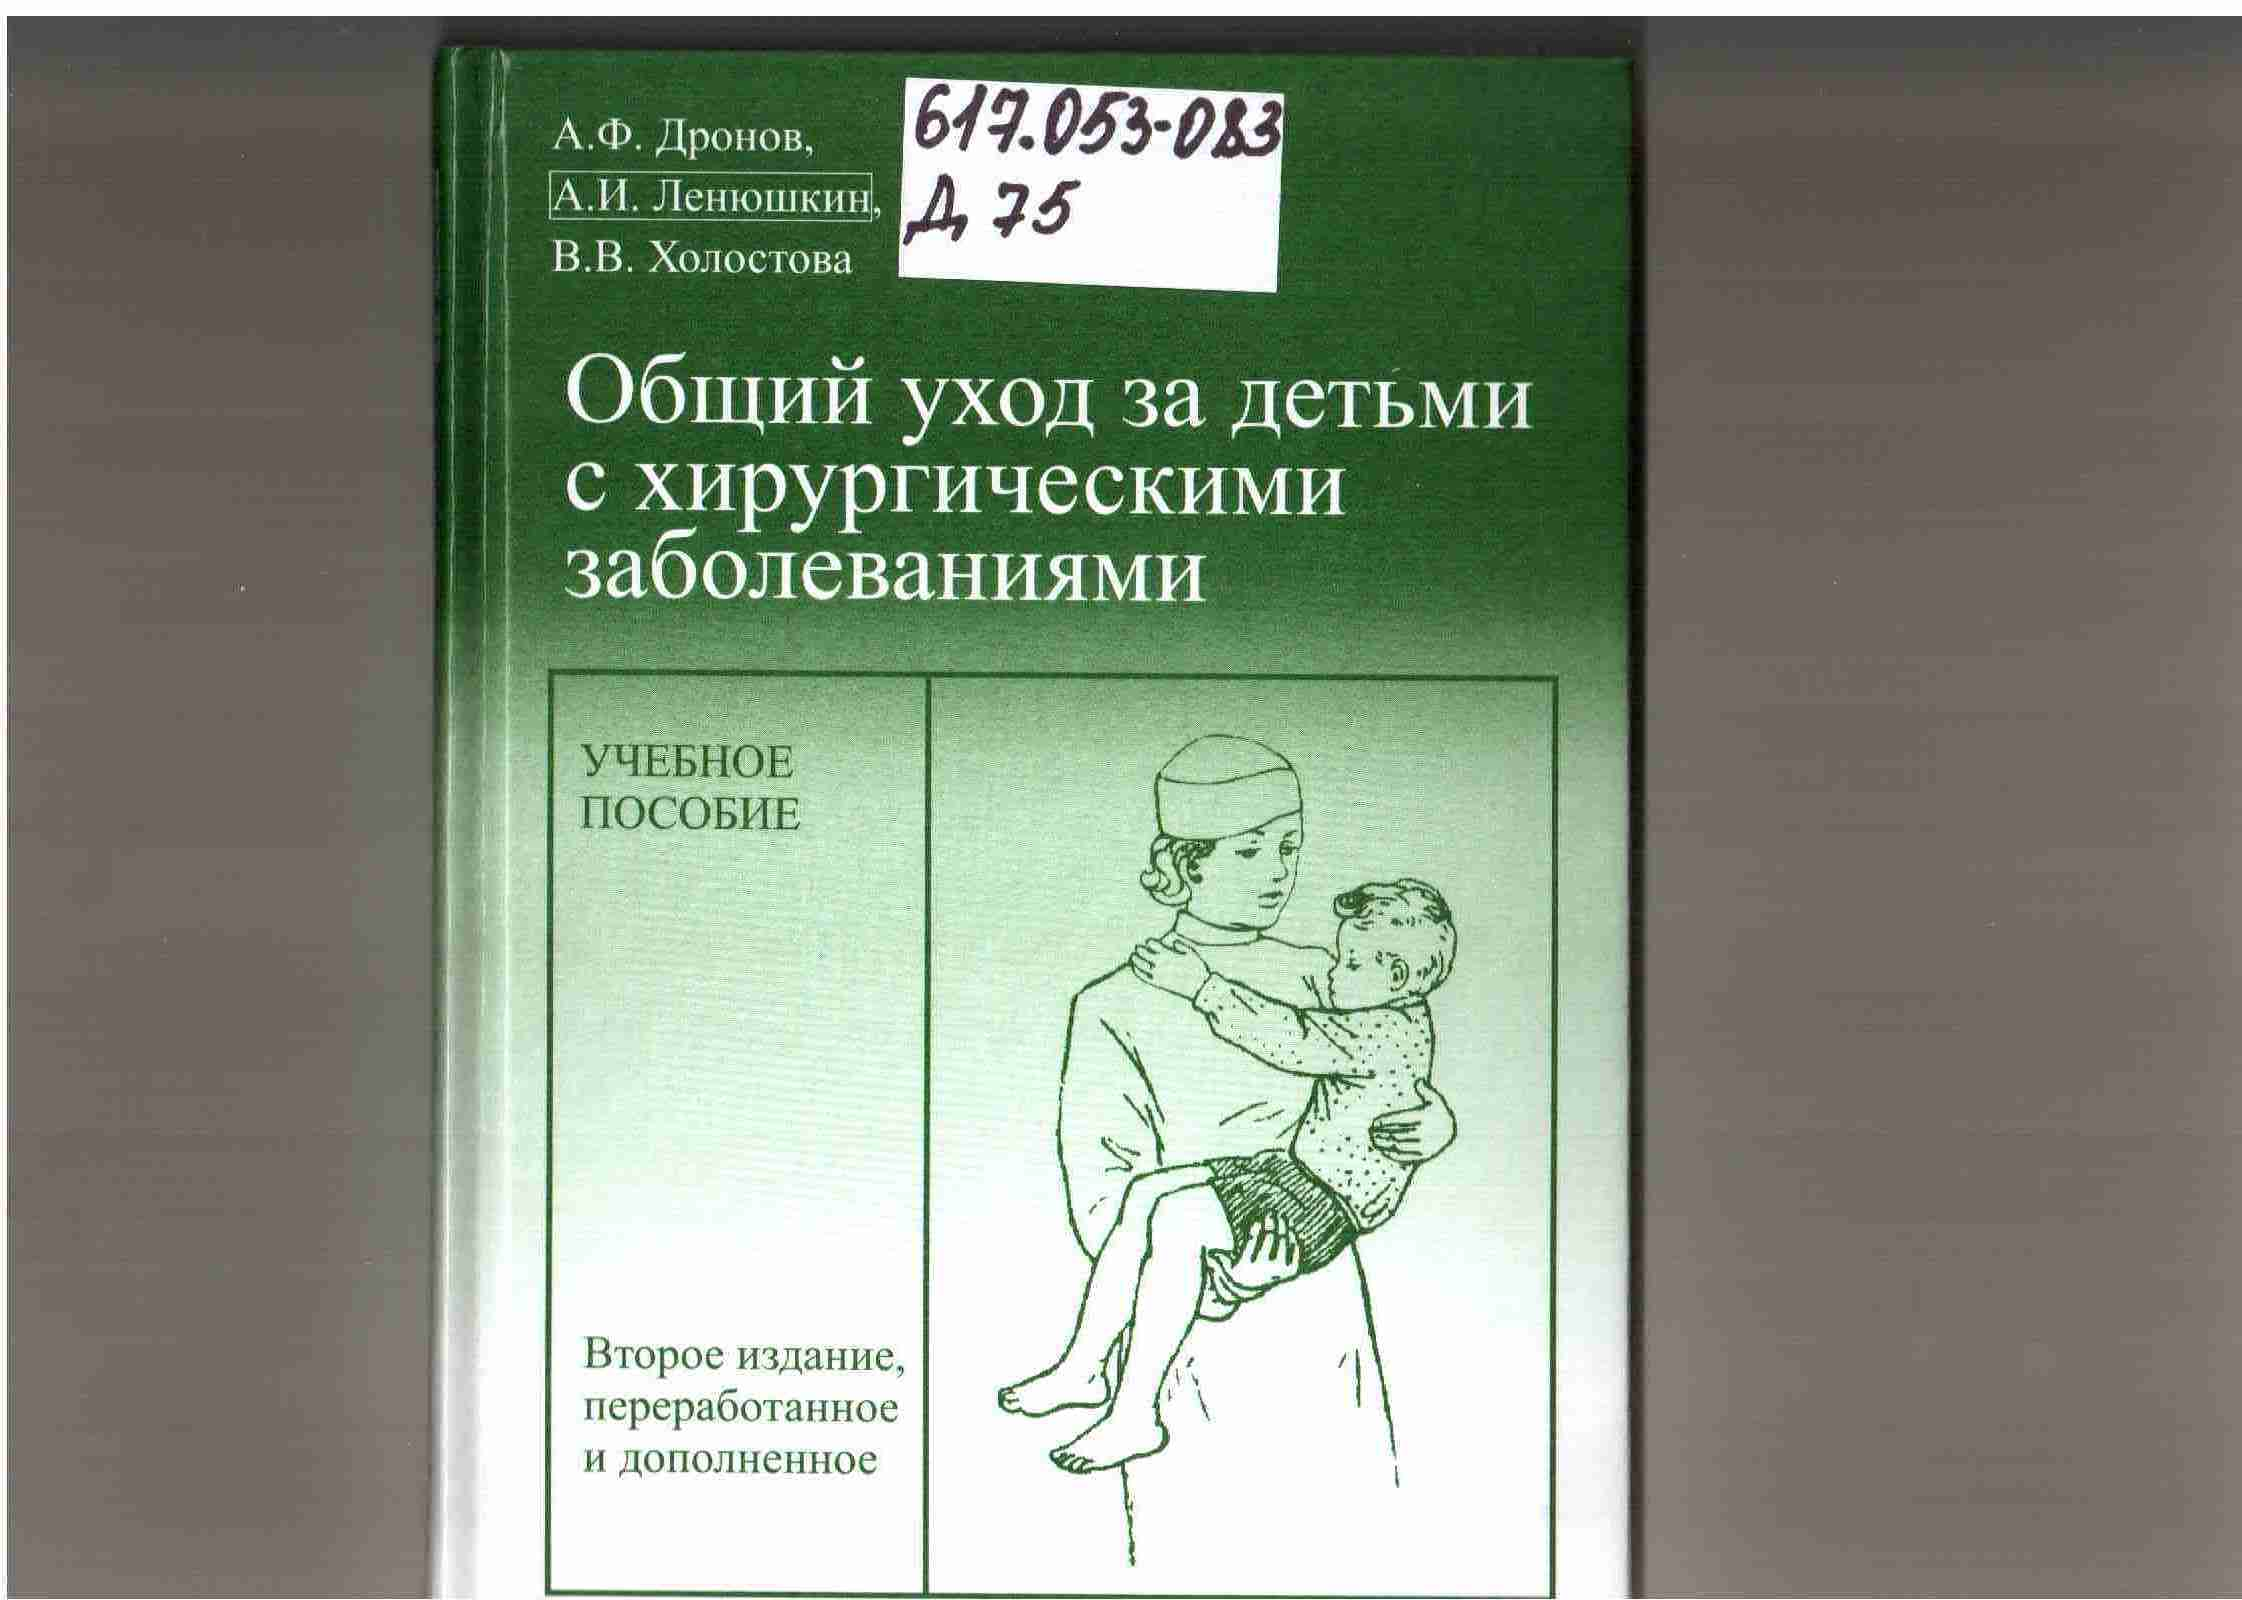 А.Ф. Дронов,
А.И. Ленюшкин,
В.В. Холостова
617.053-083
Д 75
Общий уход за детьми
с хирургическими
заболеваниями
УЧЕБНОЕ
ПОСОБИЕ
Второе издание,
переработанное
и дополненное